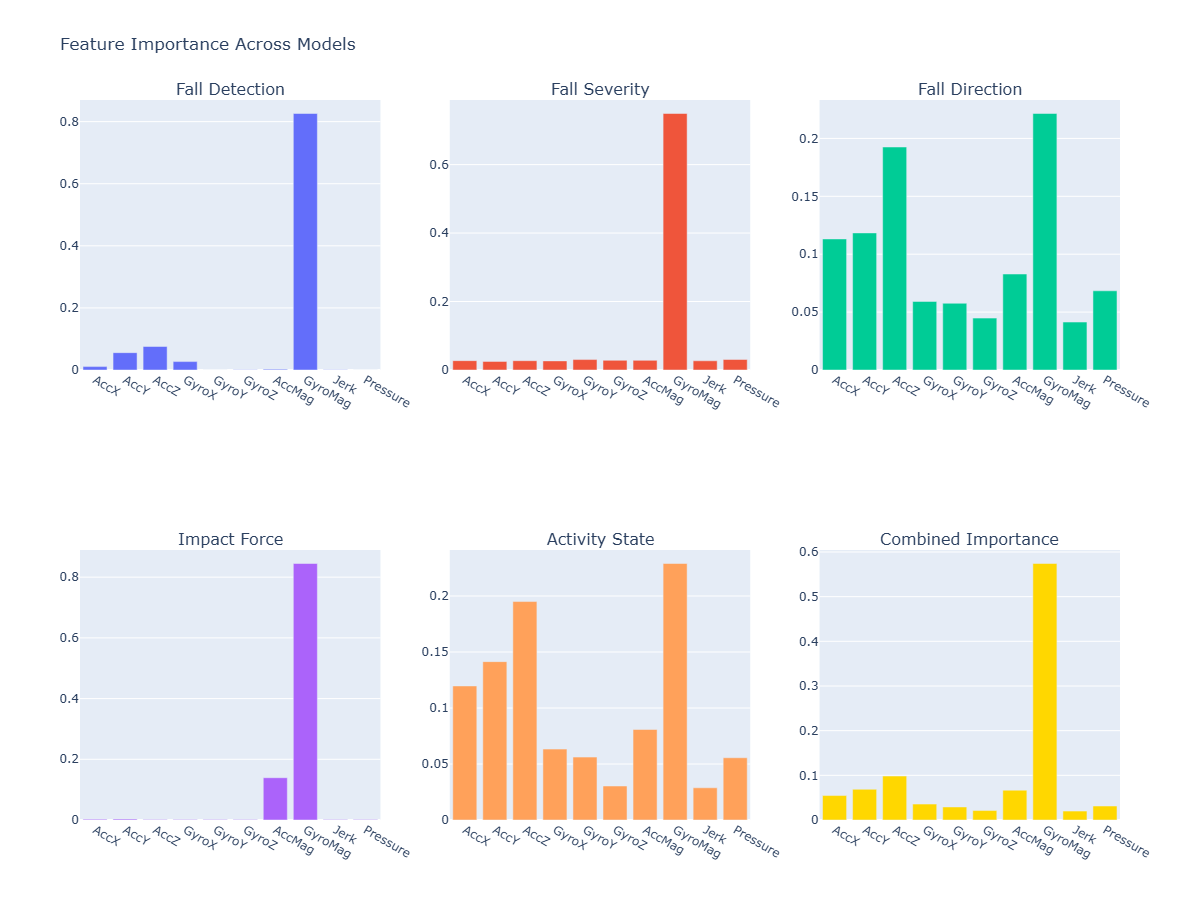 Feature Importance Across Models
Fall Detection
0.8
0.6
0.4
0.2
0
AccX
AccY
AccZ
GyroX
GyroY
GyroZ
AccMag
GyroMag
Jerk
Pressure
Fall Severity
0.6
0.4
0.2
0
AccX
AccY
AccZ
GyroX
GyroY
GyroZ
AccMag
GyroMag
Jerk
Pressure
Fall Direction
0.2
0.15
0.1
0.05
0
AccX
AccY
AccZ
GyroX
GyroY
GyroZ
AccMag
GyroMag
Jerk
Pressure
Impact Force
0.8
0.6
0.4
0.2
0
AccX
AccY
AccZ
GyroX
GyroY
GyroZ
AccMag
GyroMag
Jerk
Pressure
Activity State
0.2
0.15
0.1
0.05
0
AccX
AccY
AccZ
GyroX
GyroY
GyroZ
AccMag
GyroMag
Jerk
Pressure
Combined Importance
0.6
0.5
0.4
0.3
0.2
0.1
0
AccX
AccY
AccZ
GyroX
GyroY
GyroZ
AccMag
GyroMag
Jerk
Pressure